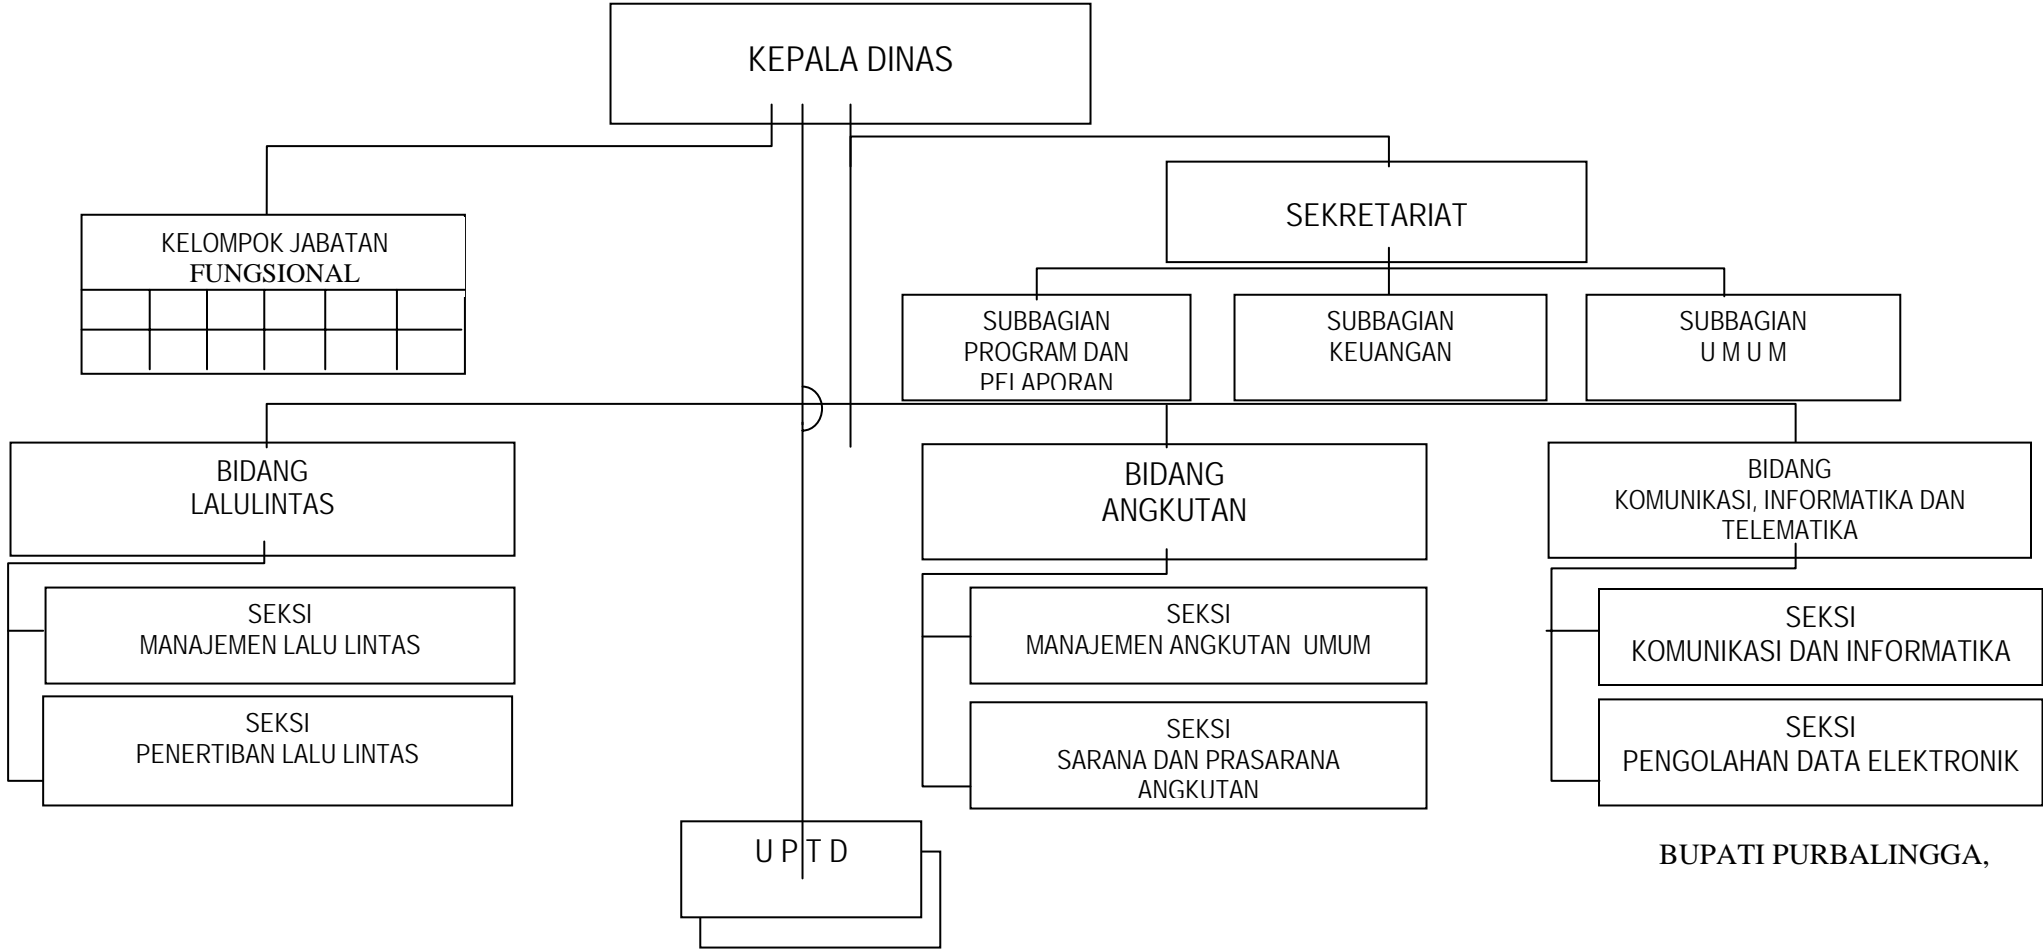 KEPALA DINAS
SEKRETARIAT
KELOMPOK JABATAN
FUNGSIONAL
SUBBAGIAN
PROGRAM DAN
PELAPORAN
SUBBAGIAN
KEUANGAN
SUBBAGIAN
U M U M
BIDANG
LALULINTAS
BIDANG
ANGKUTAN
BIDANG
KOMUNIKASI, INFORMATIKA DAN
TELEMATIKA
SEKSI
MANAJEMEN LALU LINTAS
SEKSI
MANAJEMEN ANGKUTAN  UMUM
SEKSI
KOMUNIKASI DAN INFORMATIKA
SEKSI
PENERTIBAN LALU LINTAS
SEKSI
SARANA DAN PRASARANA
ANGKUTAN
SEKSI
PENGOLAHAN DATA ELEKTRONIK
U P T D
BUPATI PURBALINGGA,